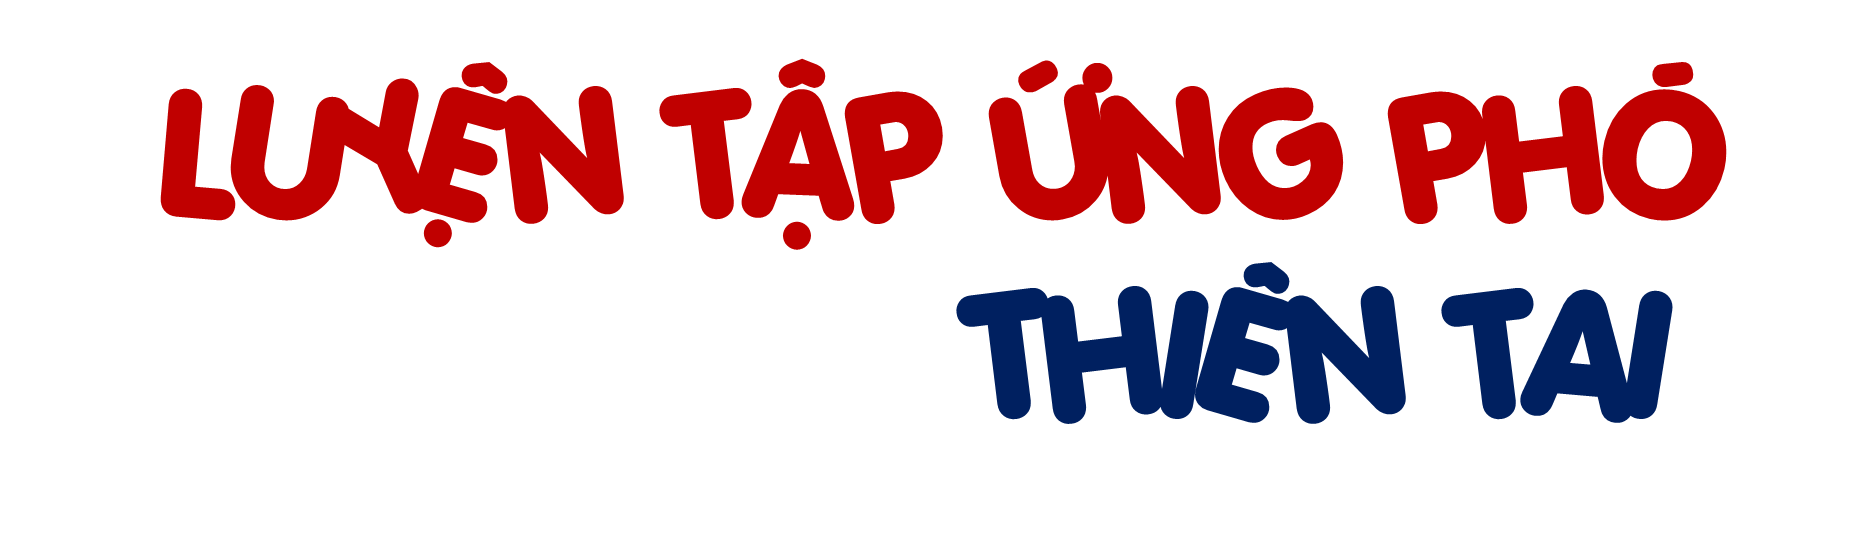 LUYỆN TẬP ỨNG PHÓ
THIÊN TAI